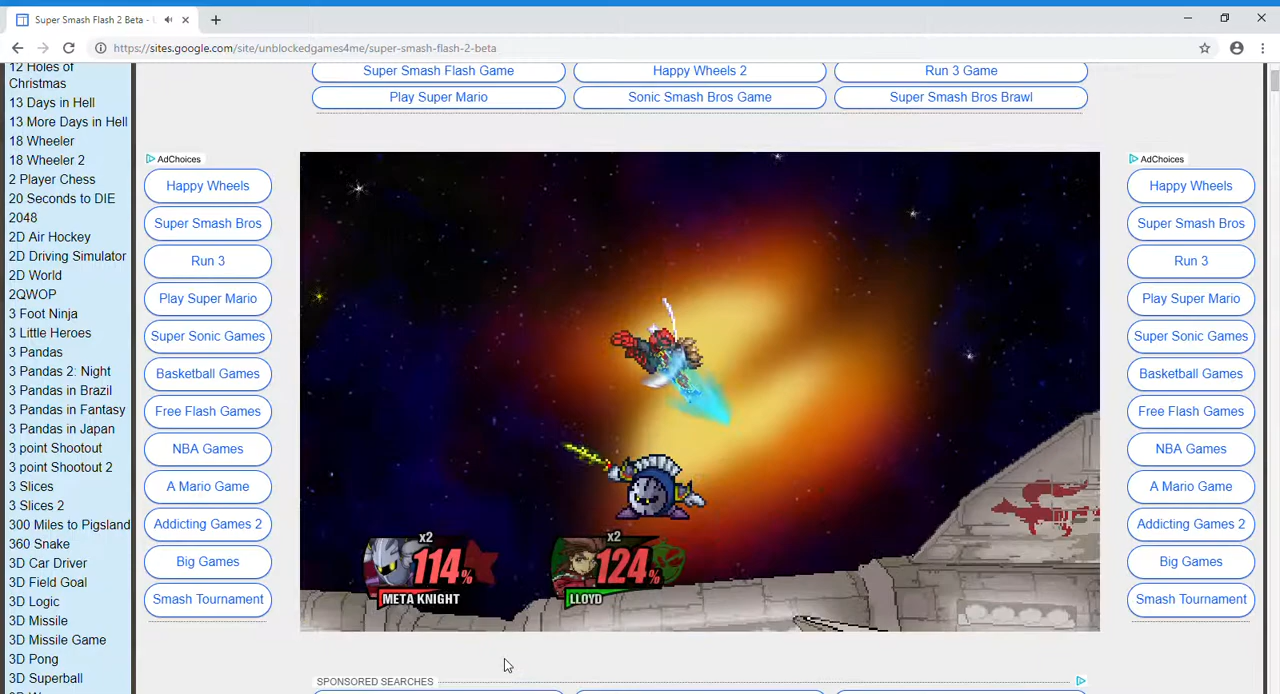 Super Smash Flash 2 Beta -
https://sites.google.com/site/unblockedgames4me/super-smash-flash-2-beta
12 Holes of
Christmas
13 Days in Hell
13 More Days in Hell
18 Wheeler
18 Wheeler 2
2 Player Chess
20 Seconds to DIE
2048
2D Air Hockey
2D Driving Simulator
2D World
2QWOP
3 Foot Ninja
3 Little Heroes
3 Pandas
3 Pandas 2: Night
3 Pandas in Brazil
3 Pandas in Fantasy
3 Pandas in Japan
3 point Shootout
3 point Shootout 2
3 Slices
3 Slices 2
300 Miles to Pigsland
360 Snake
3D Car Driver
3D Field Goal
3D Logic
3D Missile
3D Missile Game
3D Pong
3D Superball
Super Smash Flash Game
Happy Wheels 2
Run 3 Game
Play Super Mario
Sonic Smash Bros Game
Super Smash Bros Brawl
AdChoices
Happy Wheels
Super Smash Bros
Run 3
Play Super Mario
Super Sonic Games
Basketball Games
Free Flash Games
NBA Games
A Mario Game
Addicting Games 2
Big Games
Smash Tournament
x2
114%
META KNIGHT
x2
124%
LLOYD
AdChoices
Happy Wheels
Super Smash Bros
Run 3
Play Super Mario
Super Sonic Games
Basketball Games
Free Flash Games
NBA Games
A Mario Game
Addicting Games 2
Big Games
Smash Tournament
SPONSORED SEARCHES